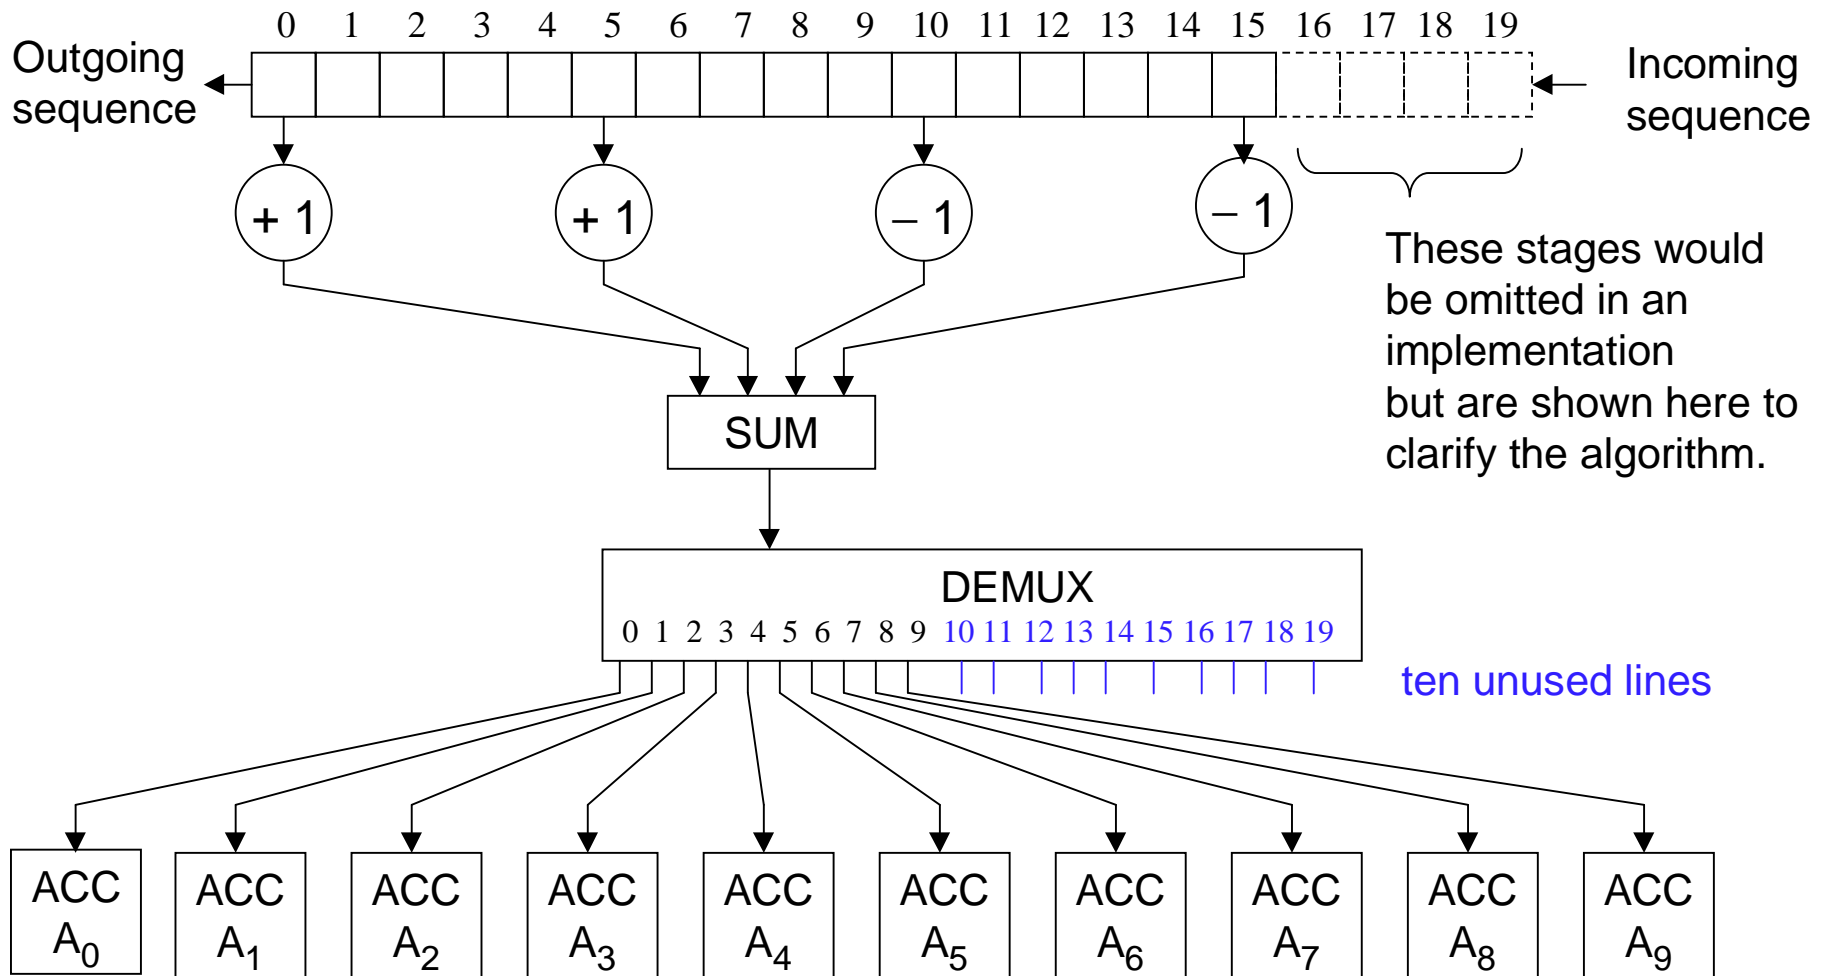 0 1 2 3 4 5 6 7 8 9 10 11 12 13 14 15 16 17 18 19
Outgoing
sequence
Incoming
sequence
+ 1 + 1 – 1 – 1
These stages would
be omitted in an
implementation
but are shown here to
clarify the algorithm.
SUM
DEMUX
0 1 2 3 4 5 6 7 8 9 10 11 12 13 14 15 16 17 18 19
ten unused lines
ACC ACC ACC ACC ACC ACC ACC ACC ACC ACC
A0 A1 A2 A3 A4 A5 A6 A7 A8 A9